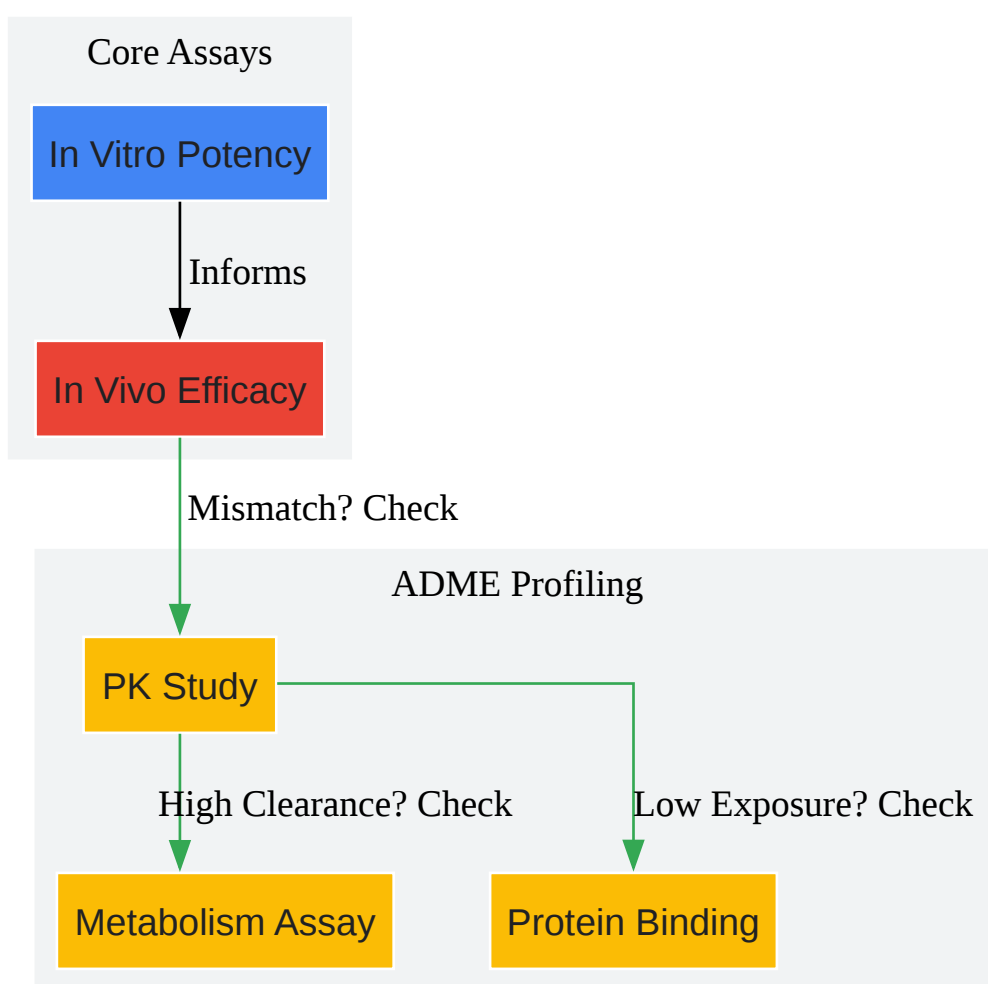 Core Assays
In Vitro Potency
Informs
In Vivo Efficacy
Mismatch? Check
ADME Profiling
PK Study
High Clearance? Check
Low Exposure? Check
Metabolism Assay
Protein Binding